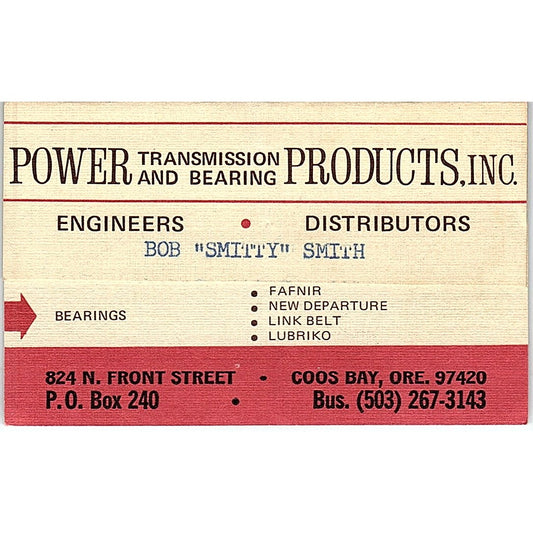 POWER TRANSMISSION AND BEARING PRODUCTS, INC.
ENGINEERS • DISTRIBUTORS
BOB "SMITTY" SMITH
BEARINGS
• FAFNIR
• NEW DEPARTURE
• LINK BELT
• LUBRIKO
824 N. FRONT STREET • COOS BAY, ORE. 97420
P.O. Box 240 • Bus. (503) 267-3143